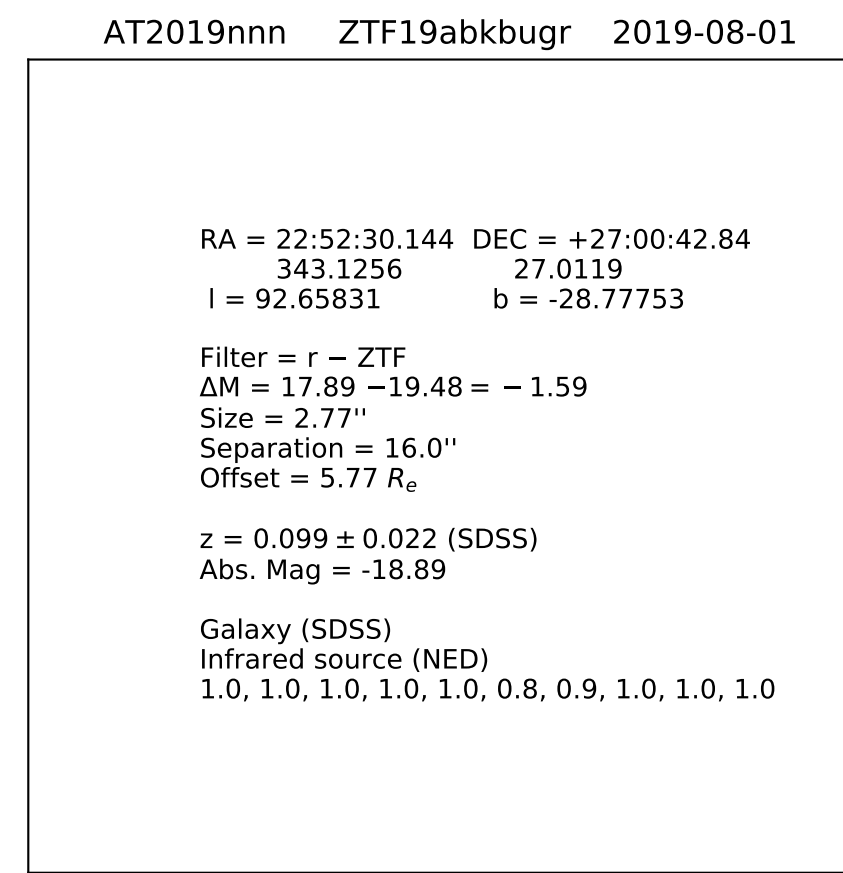 AT2019nnn ZTF19abkbugr 2019-08-01
RA = 22:52:30.144 DEC = +27:00:42.84
343.1256 27.0119
l = 92.65831 b = -28.77753
Filter = r − ZTF
ΔM = 17.89 −19.48 = − 1.59
Size = 2.77''
Separation = 16.0''
Offset = 5.77 Rₑ
z = 0.099 ± 0.022 (SDSS)
Abs. Mag = -18.89
Galaxy (SDSS)
Infrared source (NED)
1.0, 1.0, 1.0, 1.0, 1.0, 0.8, 0.9, 1.0, 1.0, 1.0